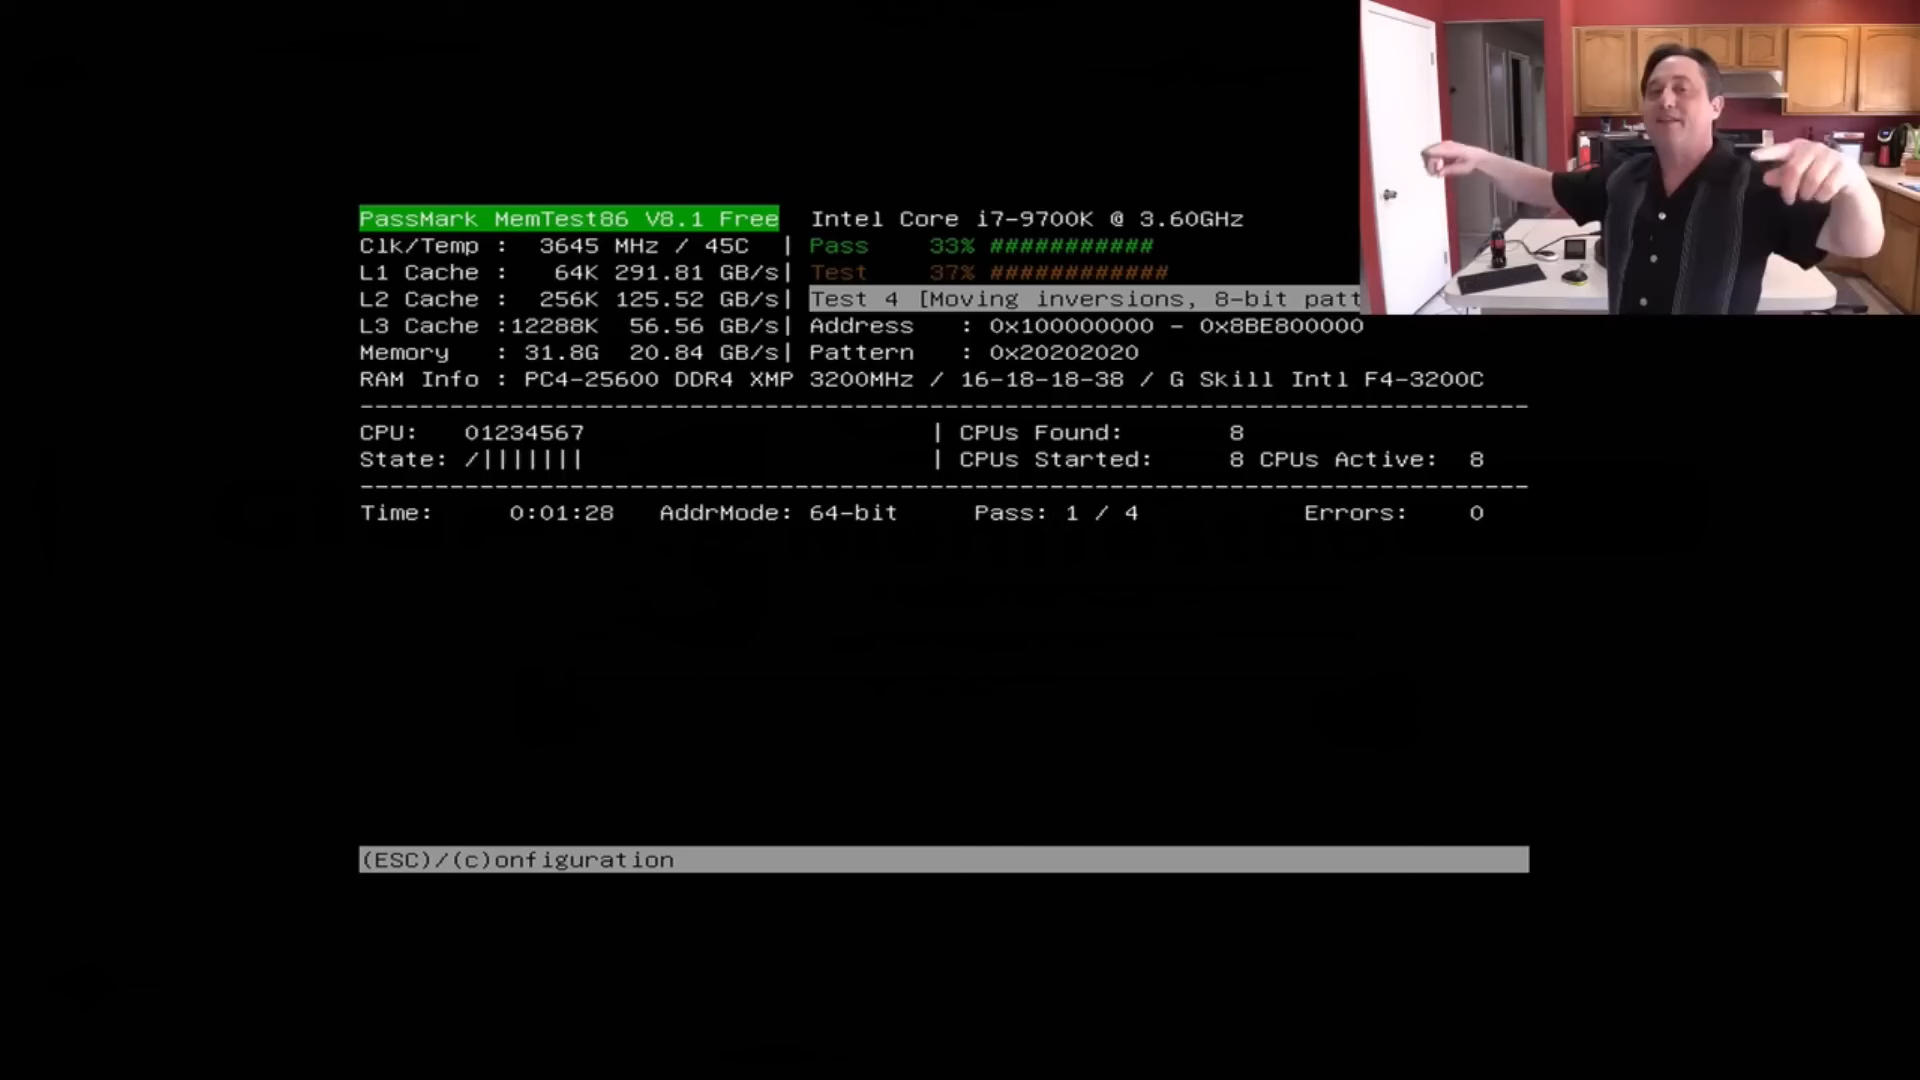 PassMark MemTest86 V8.1 Free   Intel Core i7-9700K @ 3.60GHz
Clk/Temp :  3645 MHz / 45C  | Pass    33% ###########
L1 Cache :   64K 291.81 GB/s| Test    37% ############
L2 Cache :  256K 125.52 GB/s| Test 4 [Moving inversions, 8-bit patt
L3 Cache :12288K  56.56 GB/s| Address   : 0x100000000 - 0x8BE800000
Memory   : 31.8G  20.84 GB/s| Pattern   : 0x20202020
RAM Info : PC4-25600 DDR4 XMP 3200MHz / 16-18-18-38 / G Skill Intl F4-3200C
------------------------------------------------------------------------------
CPU:   01234567                       | CPUs Found:       8
State: /|||||||                       | CPUs Started:     8 CPUs Active:  8
------------------------------------------------------------------------------
Time:     0:01:28   AddrMode: 64-bit     Pass: 1 / 4           Errors:    0
(ESC)/(c)onfiguration